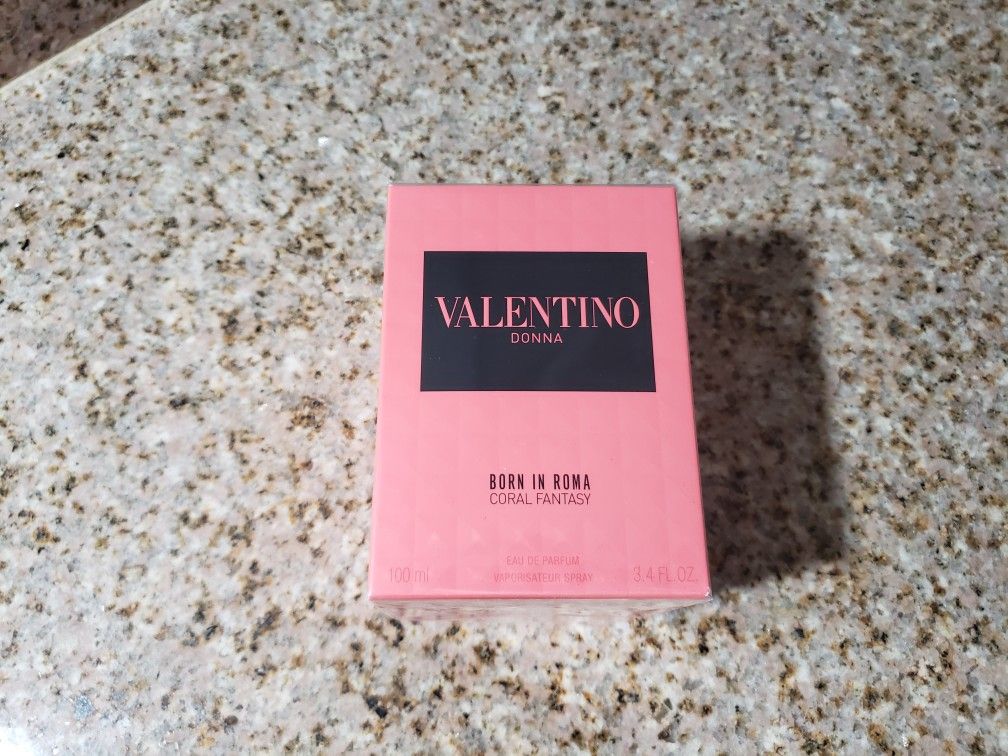 VALENTINO
DONNA
BORN IN ROMA
CORAL FANTASY
EAU DE PARFUM
100 ml VAPORISATEUR SPRAY 3.4 FL.OZ.